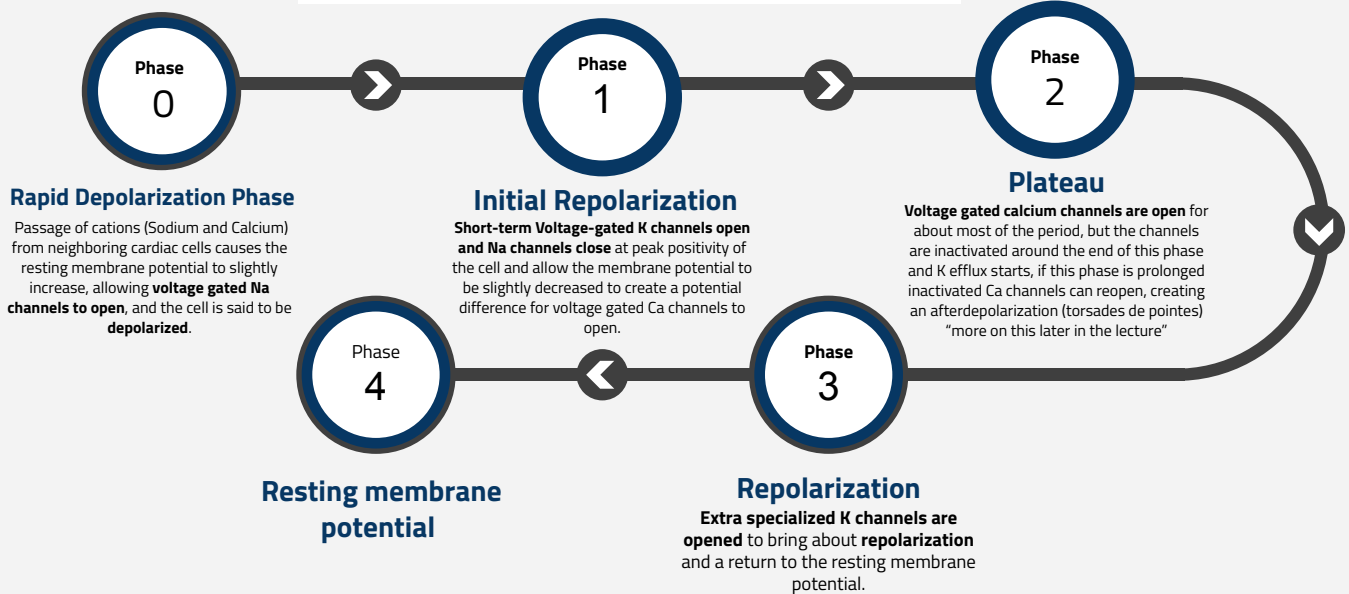 Phase
0
Rapid Depolarization Phase
Passage of cations (Sodium and Calcium)
from neighboring cardiac cells causes the
resting membrane potential to slightly
increase, allowing voltage gated Na
channels to open, and the cell is said to be
depolarized.
Phase
1
Initial Repolarization
Short-term Voltage-gated K channels open
and Na channels close at peak positivity of
the cell and allow the membrane potential to
be slightly decreased to create a potential
difference for voltage gated Ca channels to
open.
Phase
2
Plateau
Voltage gated calcium channels are open for
about most of the period, but the channels
are inactivated around the end of this phase
and K efflux starts, if this phase is prolonged
inactivated Ca channels can reopen, creating
an afterdepolarization (torsades de pointes)
“more on this later in the lecture”
Phase
3
Repolarization
Extra specialized K channels are
opened to bring about repolarization
and a return to the resting membrane
potential.
Phase
4
Resting membrane
potential